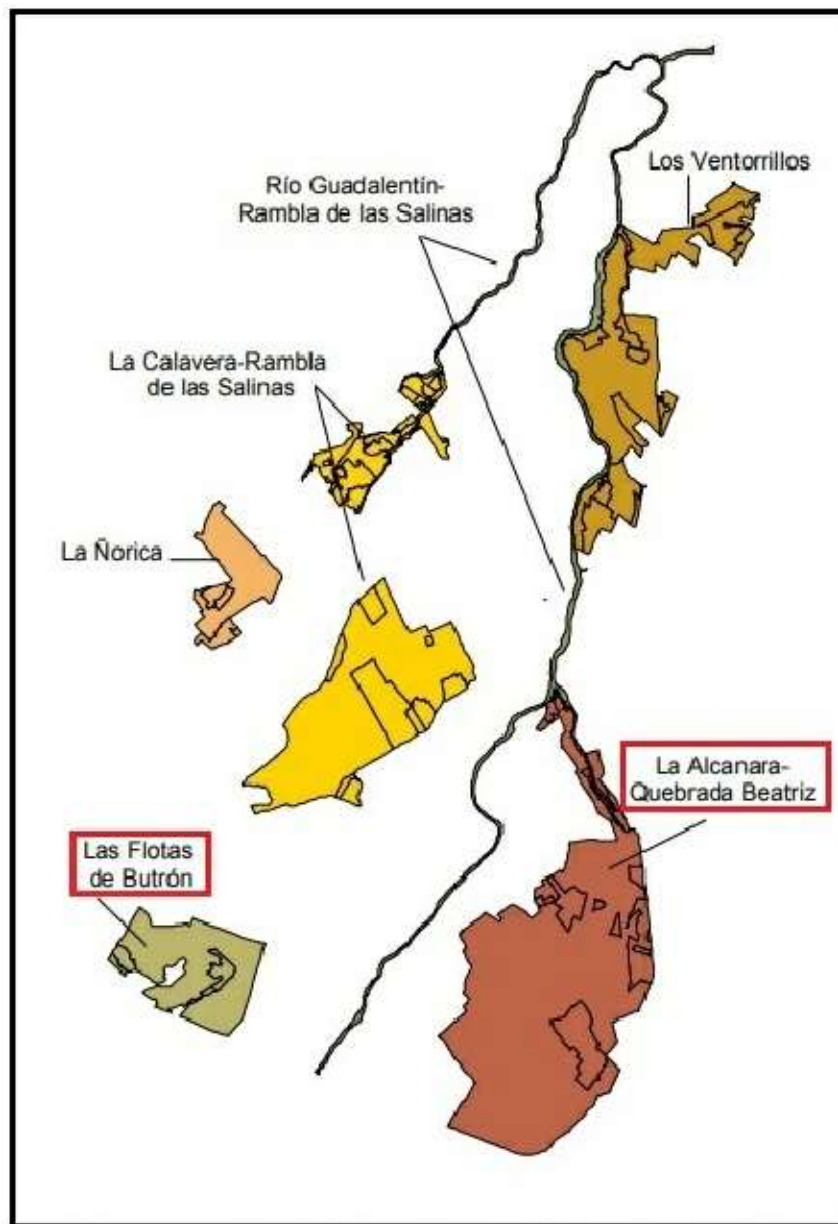 Los Ventorrillos
Río Guadalentín-
Rambla de las Salinas
La Calavera-Rambla
de las Salinas
La Ñorica
La Alcanara-
Quebrada Beatriz
Las Flotas
de Butrón